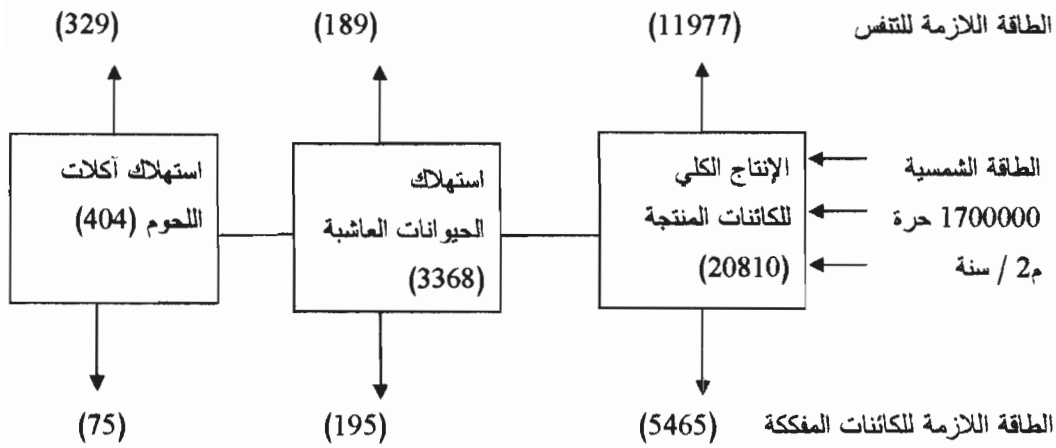 الطاقة اللازمة للتنفس (11977) (189) (329)
الطاقة الشمسية
1700000 حرة
م2 / سنة
الإنتاج الكلي
للكائنات المنتجة
(20810)
استهلاك
الحيوانات العاشبة
(3368)
استهلاك آكلات
اللحوم (404)
الطاقة اللازمة للكائنات المفككة (5465) (195) (75)